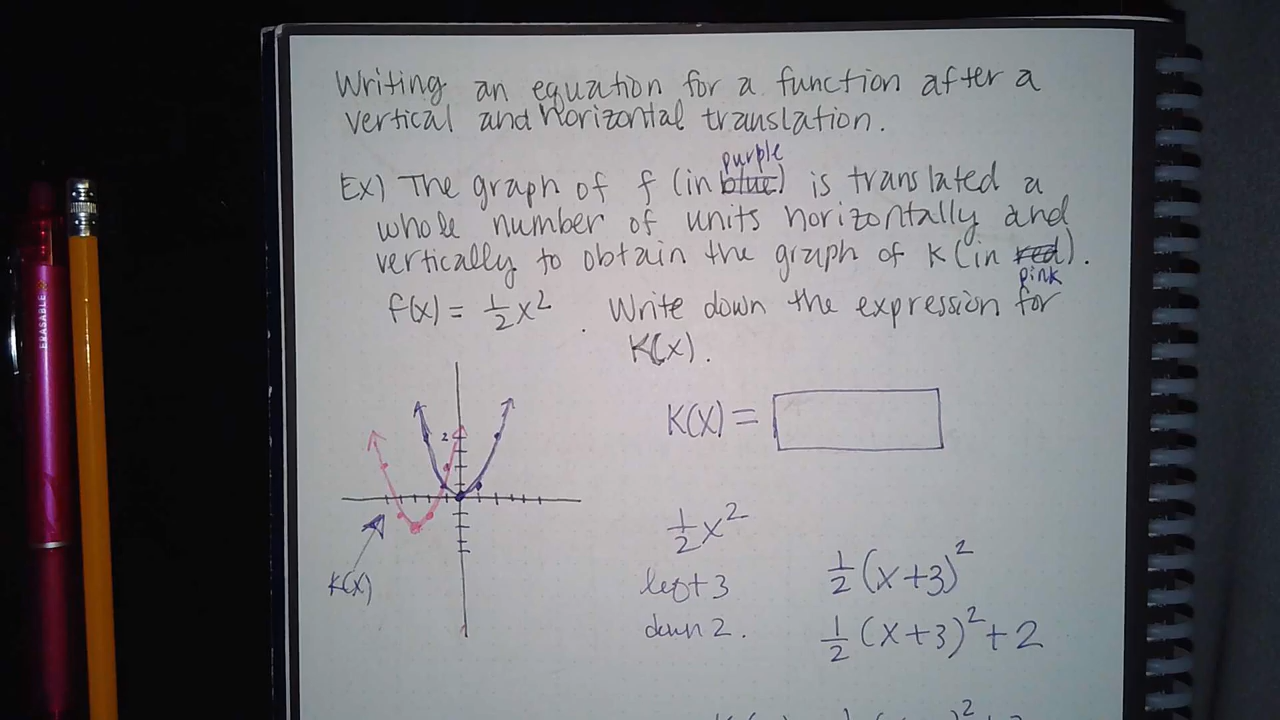 Writing an equation for a function after a
vertical and horizontal translation.
purple
Ex) The graph of f (in blue) is translated a
whole number of units horizontally and
vertically to obtain the graph of K (in red).
pink
f(x) = 1/2 x² . Write down the expression for
K(x).
K(x) =
2
K(x)
1/2 x²
left 3
down 2.
1/2 (x+3)²
1/2 (x+3)² + 2
ERASABLE